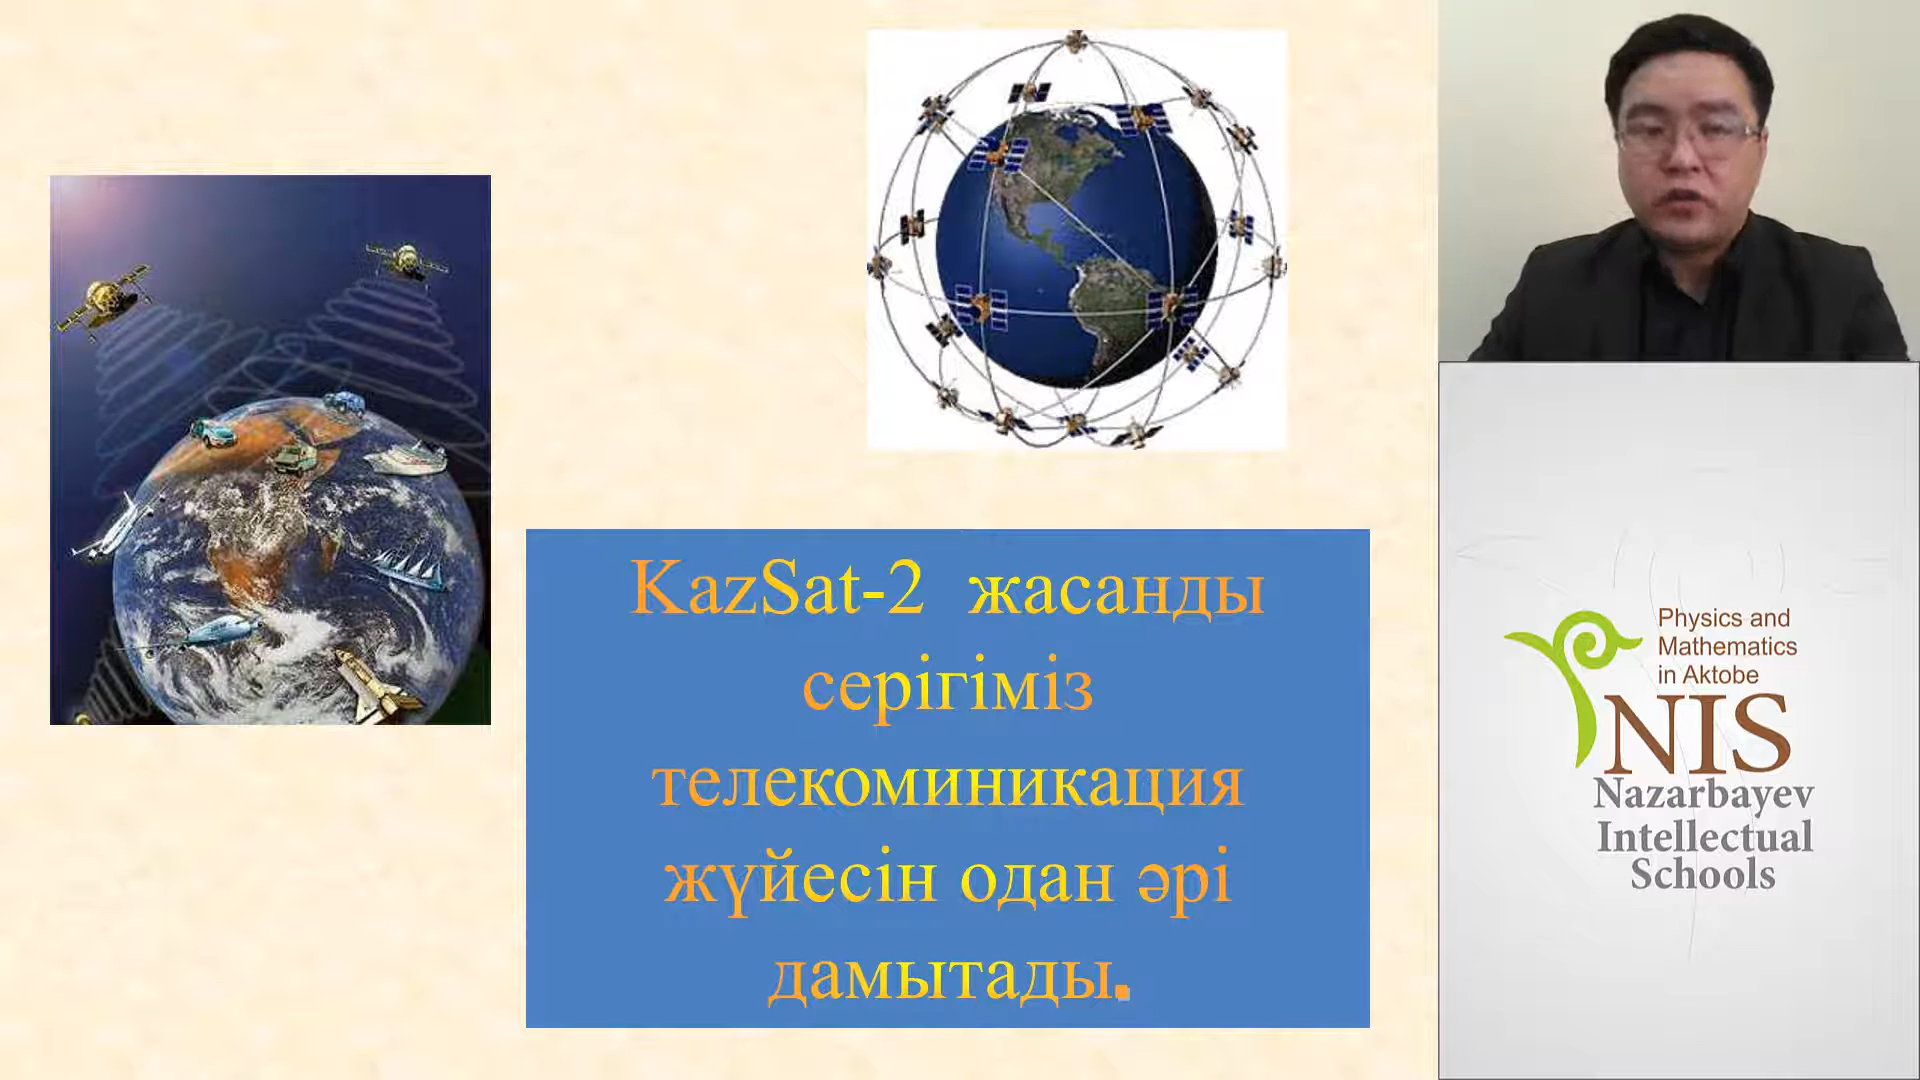 KazSat-2 жасанды
серігіміз
телекоминикация
жүйесін одан әрі
дамытады.
Physics and
Mathematics
in Aktobe
NIS
Nazarbayev
Intellectual
Schools